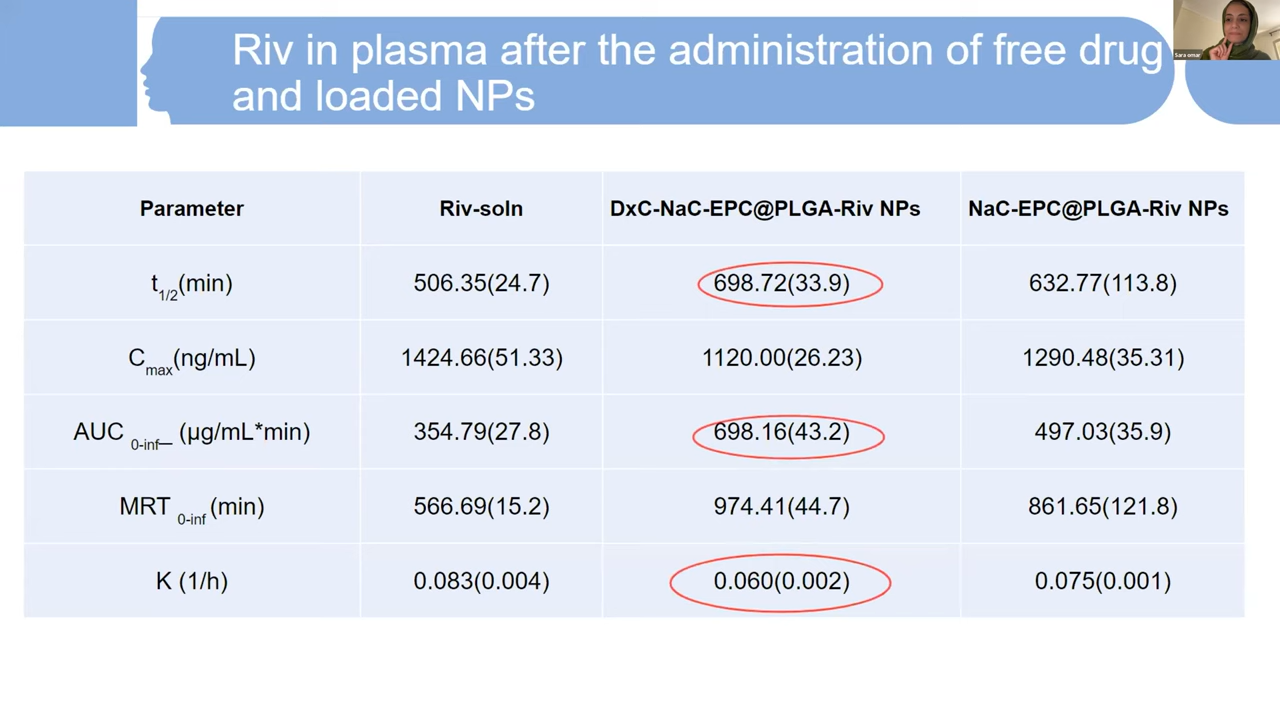 Riv in plasma after the administration of free drug
and loaded NPs
Sara omar
Parameter Riv-soln DxC-NaC-EPC@PLGA-Riv NPs NaC-EPC@PLGA-Riv NPs
t1/2(min) 506.35(24.7) 698.72(33.9) 632.77(113.8)
Cmax(ng/mL) 1424.66(51.33) 1120.00(26.23) 1290.48(35.31)
AUC 0-inf (µg/mL*min) 354.79(27.8) 698.16(43.2) 497.03(35.9)
MRT 0-inf (min) 566.69(15.2) 974.41(44.7) 861.65(121.8)
K (1/h) 0.083(0.004) 0.060(0.002) 0.075(0.001)